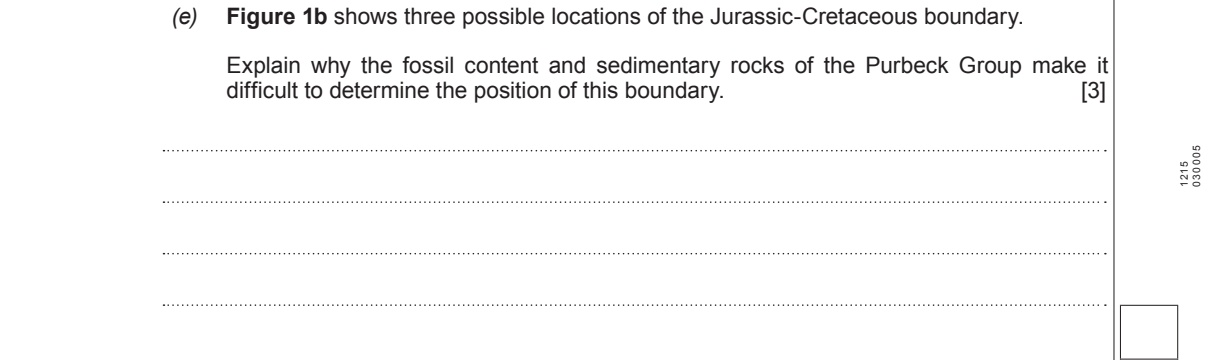 (e) Figure 1b shows three possible locations of the Jurassic-Cretaceous boundary.
Explain why the fossil content and sedimentary rocks of the Purbeck Group make it
difficult to determine the position of this boundary. [3]
1215
030005